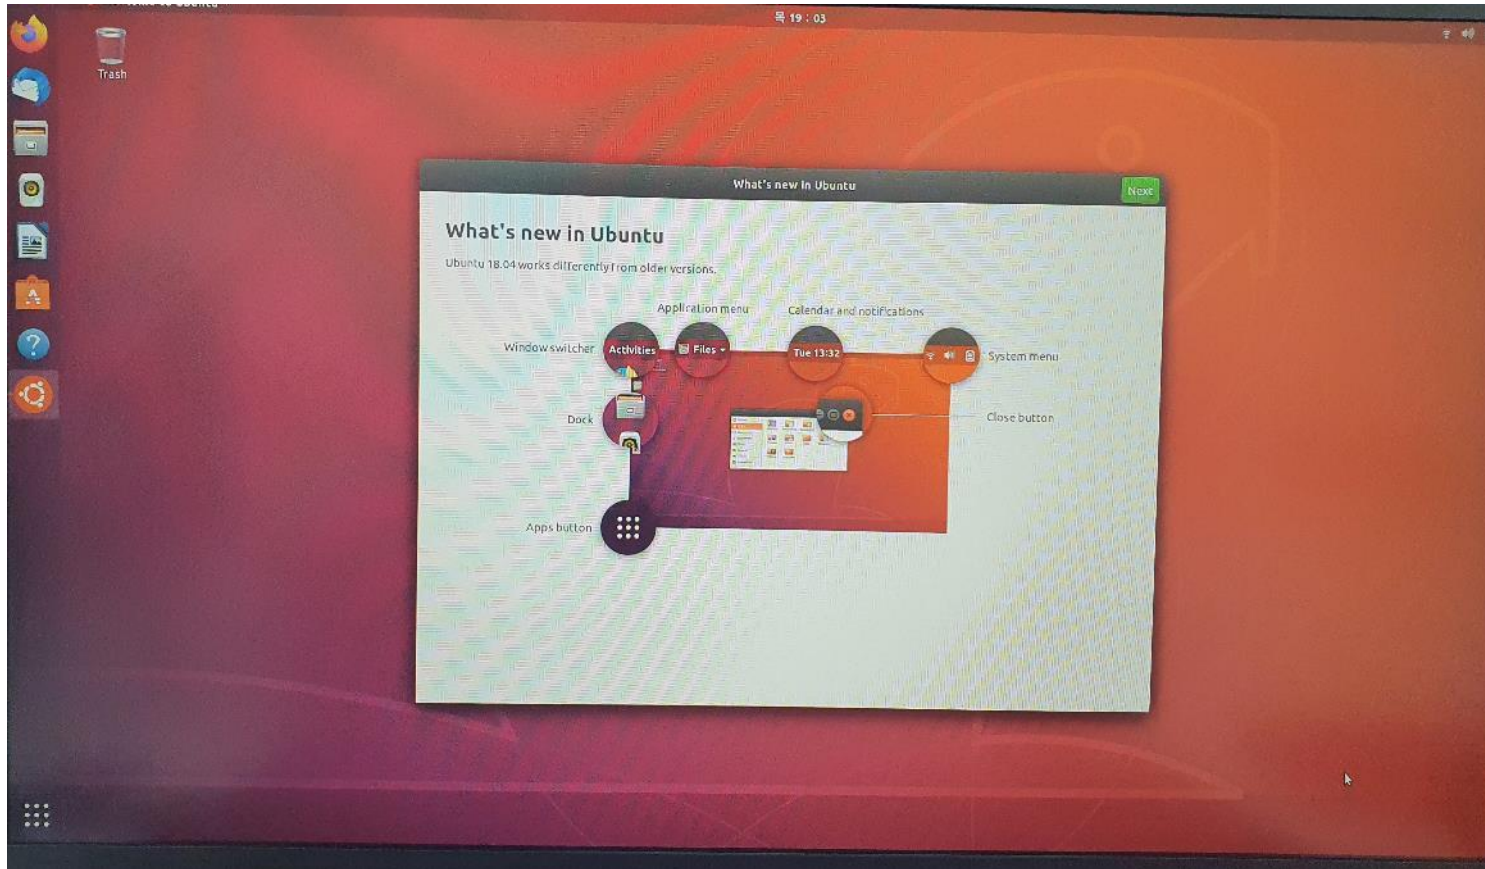 to Ubuntu
목 19 : 03
Trash
What's new in Ubuntu
Next
What's new in Ubuntu
Ubuntu 18.04 works differently from older versions.
Application menu
Calendar and notifications
Window switcher
Activities
Files
Tue 13:32
System menu
Dock
Close button
Apps button